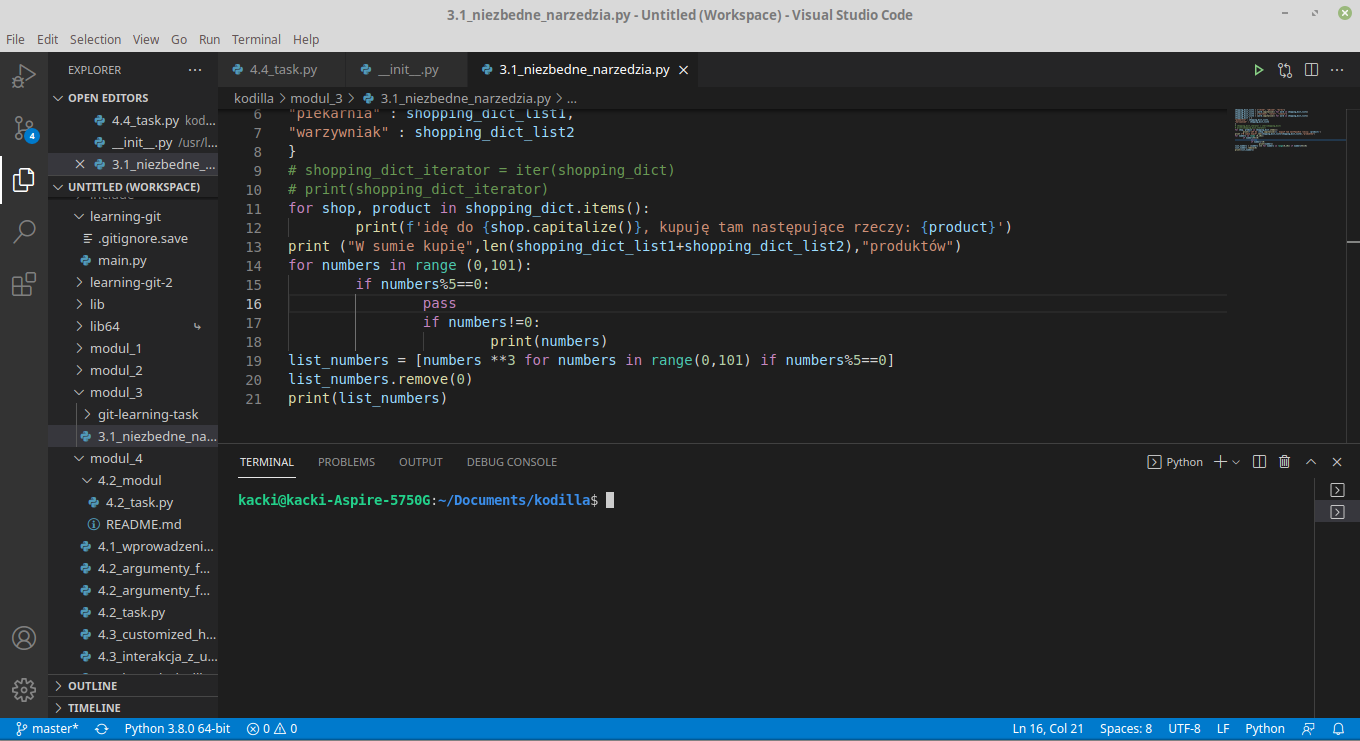 3.1_niezbedne_narzedzia.py - Untitled (Workspace) - Visual Studio Code
File Edit Selection View Go Run Terminal Help
EXPLORER
4.4_task.py __init__.py 3.1_niezbedne_narzedzia.py
OPEN EDITORS
4.4_task.py kod...
__init__.py /usr/l...
3.1_niezbedne_...
4
UNTITLED (WORKSPACE)
include
learning-git
.gitignore.save
main.py
learning-git-2
lib
lib64
modul_1
modul_2
modul_3
git-learning-task
3.1_niezbedne_na...
modul_4
4.2_modul
4.2_task.py
README.md
4.1_wprowadzeni...
4.2_argumenty_f...
4.2_argumenty_f...
4.2_task.py
4.3_customized_h...
4.3_interakcja_z_u...
OUTLINE
TIMELINE
kodilla > modul_3 > 3.1_niezbedne_narzedzia.py > ...
6 "piekarnia" : shopping_dict_list1,
7 "warzywniak" : shopping_dict_list2
8 }
9 # shopping_dict_iterator = iter(shopping_dict)
10 # print(shopping_dict_iterator)
11 for shop, product in shopping_dict.items():
12 print(f'idę do {shop.capitalize()}, kupuję tam następujące rzeczy: {product}')
13 print ("W sumie kupię",len(shopping_dict_list1+shopping_dict_list2),"produktów")
14 for numbers in range (0,101):
15 if numbers%5==0:
16 pass
17 if numbers!=0:
18 print(numbers)
19 list_numbers = [numbers **3 for numbers in range(0,101) if numbers%5==0]
20 list_numbers.remove(0)
21 print(list_numbers)
TERMINAL PROBLEMS OUTPUT DEBUG CONSOLE Python
kacki@kacki-Aspire-5750G:~/Documents/kodilla$
master* Python 3.8.0 64-bit 0 0 Ln 16, Col 21 Spaces: 8 UTF-8 LF Python